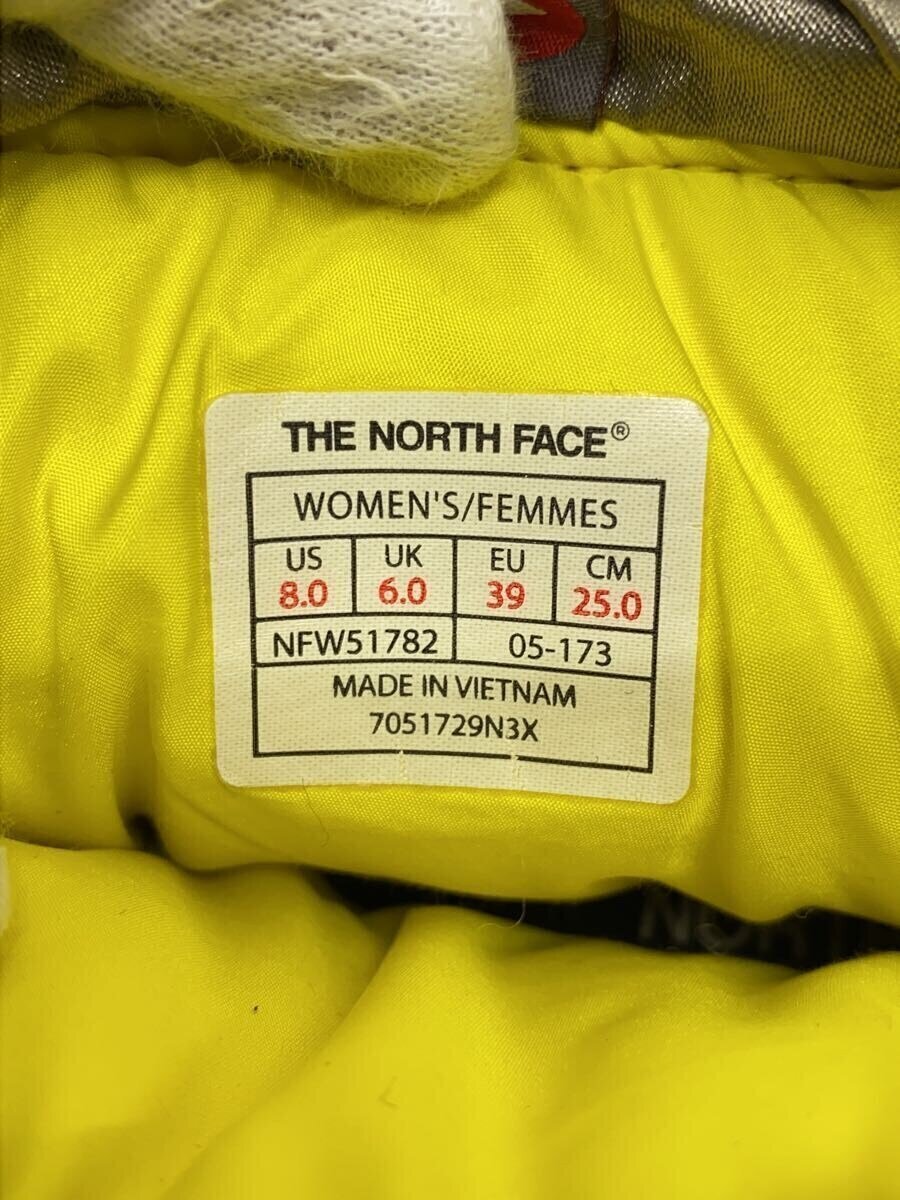 THE NORTH FACE®
WOMEN'S/FEMMES
US UK EU CM
8.0 6.0 39 25.0
NFW51782 05-173
MADE IN VIETNAM
7051729N3X